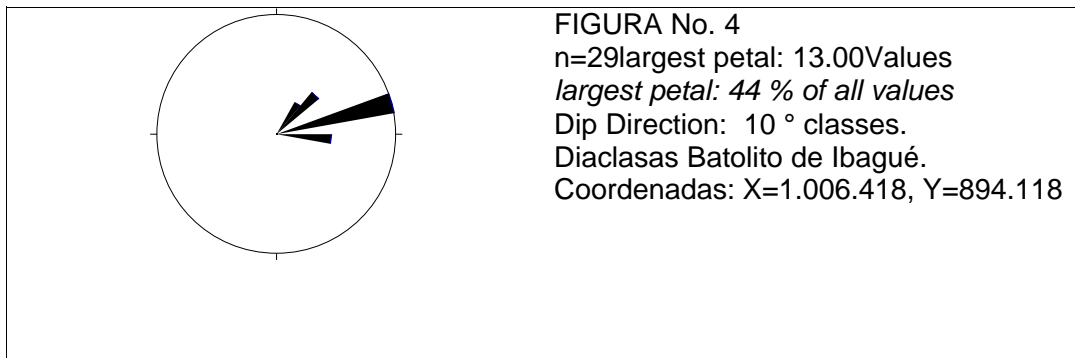 FIGURA No. 4
n=29largest petal: 13.00Values
largest petal: 44 % of all values
Dip Direction:  10 ° classes.
Diaclasas Batolito de Ibagué.
Coordenadas: X=1.006.418, Y=894.118